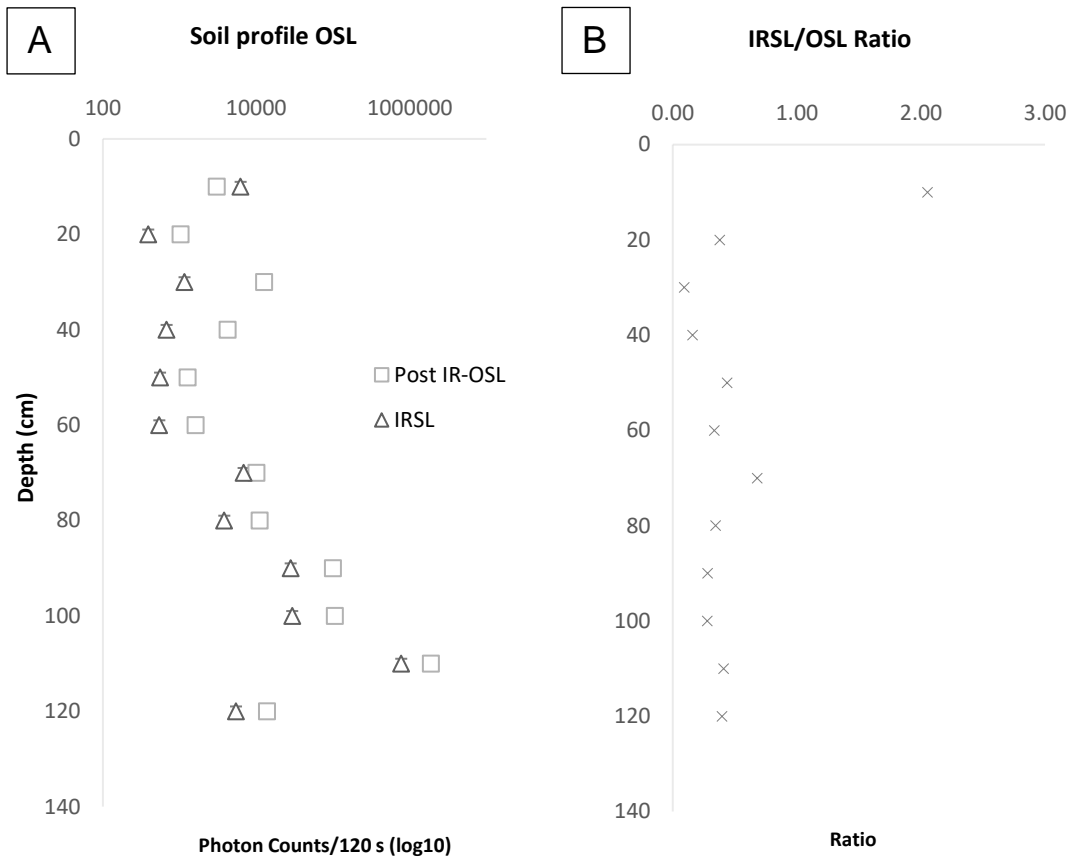 A
Soil profile OSL
100 10000 1000000
0
20
40
60
80
100
120
140
Depth (cm)
Post IR-OSL
IRSL
Photon Counts/120 s (log10)
B
IRSL/OSL Ratio
0.00 1.00 2.00 3.00
0
20
40
60
80
100
120
140
Ratio